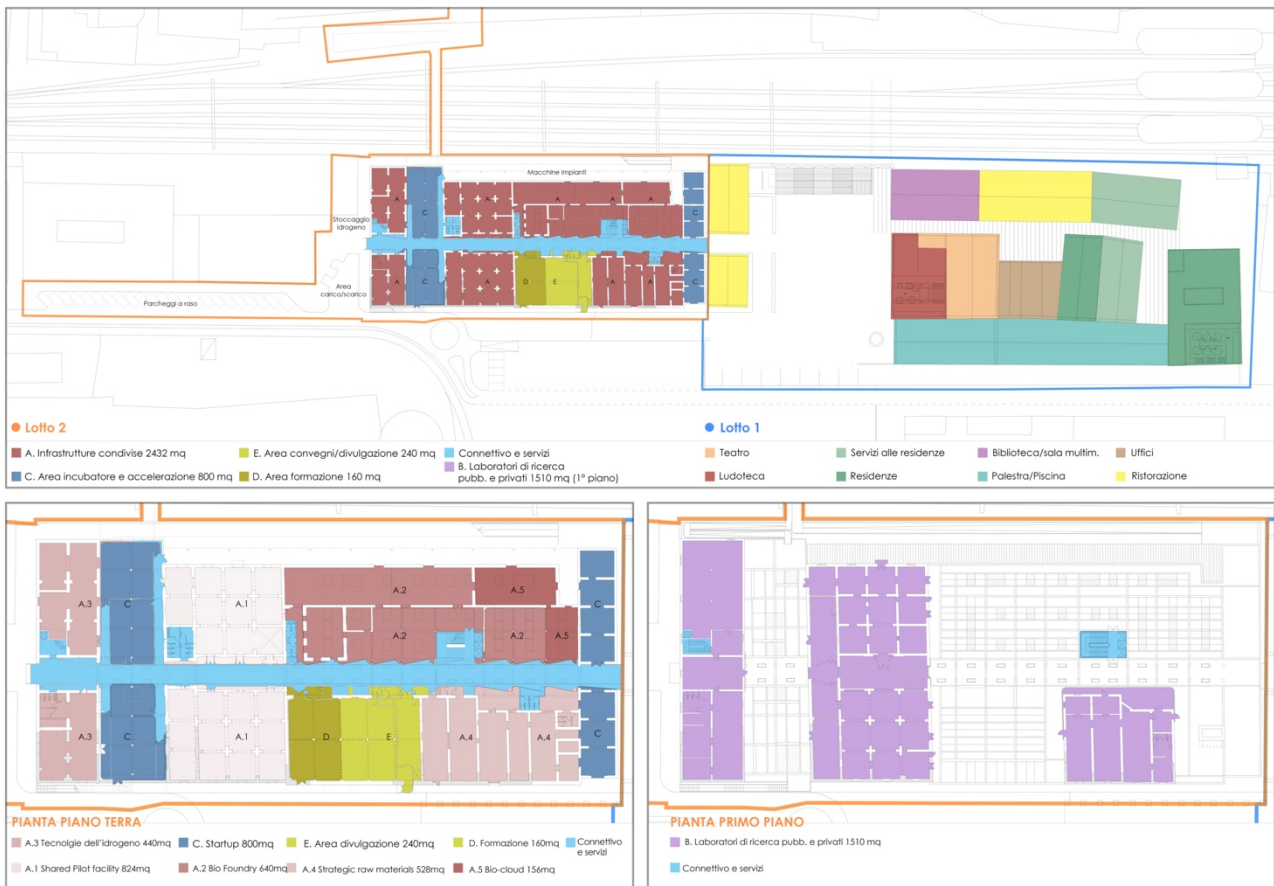 Macchine impianti
A
C
A
A
A
A
C
Stoccaggio
idrogeno
A
C
A
D
E
A
A
A
C
Area
carico/scarico
Parcheggi a raso
Lotto 2
A. Infrastrutture condivise 2432 mq
E. Area convegni/divulgazione 240 mq
Connettivo e servizi
C. Area incubatore e accelerazione 800 mq
D. Area formazione 160 mq
B. Laboratori di ricerca
pubb. e privati 1510 mq (1° piano)
Lotto 1
Teatro
Servizi alle residenze
Biblioteca/sala multim.
Uffici
Ludoteca
Residenze
Palestra/Piscina
Ristorazione
A.3
C
A.1
A.2
A.5
C
A.2
A.2
A.5
A.3
C
A.1
D
E
A.4
A.4
C
PIANTA PIANO TERRA
A.3 Tecnolgie dell'idrogeno 440mq
C. Startup 800mq
E. Area divulgazione 240mq
D. Formazione 160mq
Connettivo
e servizi
A.1 Shared Pilot facility 824mq
A.2 Bio Foundry 640mq
A.4 Strategic raw materials 528mq
A.5 Bio-cloud 156mq
PIANTA PRIMO PIANO
B. Laboratori di ricerca pubb. e privati 1510 mq
Connettivo e servizi